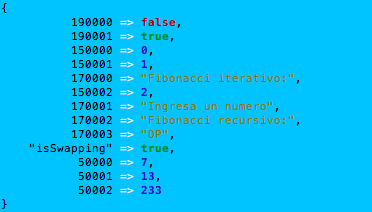 {
190000 => false,
190001 => true,
150000 => 0,
150001 => 1,
170000 => "Fibonacci iterativo:",
150002 => 2,
170001 => "Ingresa un numero",
170002 => "Fibonacci recursivo:",
170003 => "OP",
"isSwapping" => true,
50000 => 7,
50001 => 13,
50002 => 233
}